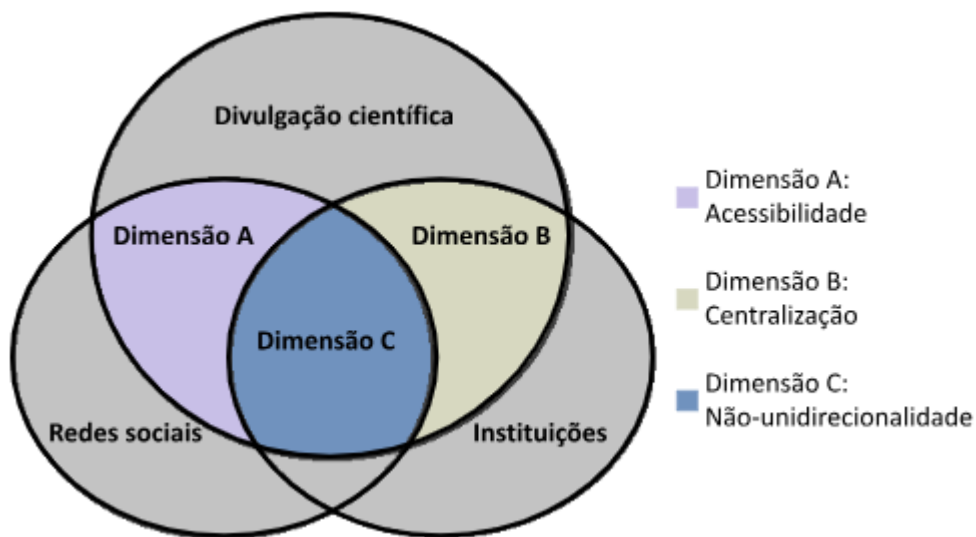 Divulgação científica
Dimensão A
Dimensão B
Dimensão C
Redes sociais
Instituições
Dimensão A:
Acessibilidade
Dimensão B:
Centralização
Dimensão C:
Não-unidirecionalidade